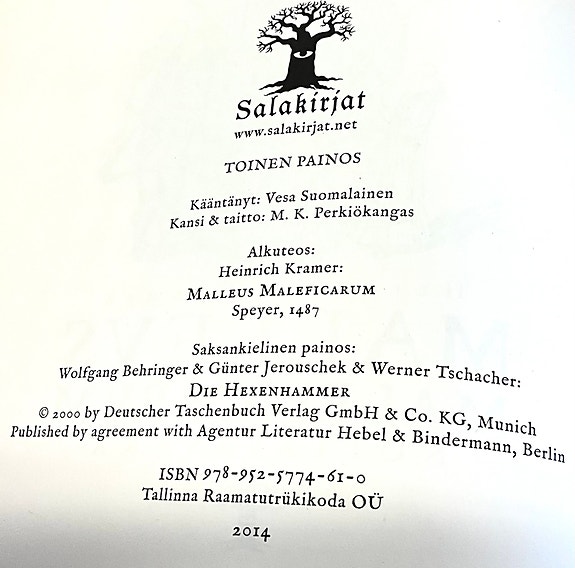 Salakirjat
www.salakirjat.net
TOINEN PAINOS
Kääntänyt: Vesa Suomalainen
Kansi & taitto: M. K. Perkiökangas
Alkuteos:
Heinrich Kramer:
MALLEUS MALEFICARUM
Speyer, 1487
Saksankielinen painos:
Wolfgang Behringer & Günter Jerouschek & Werner Tschacher:
DIE HEXENHAMMER
© 2000 by Deutscher Taschenbuch Verlag GmbH & Co. KG, Munich
Published by agreement with Agentur Literatur Hebel & Bindermann, Berlin
ISBN 978-952-5774-61-0
Tallinna Raamatutrükikoda OÜ
2014